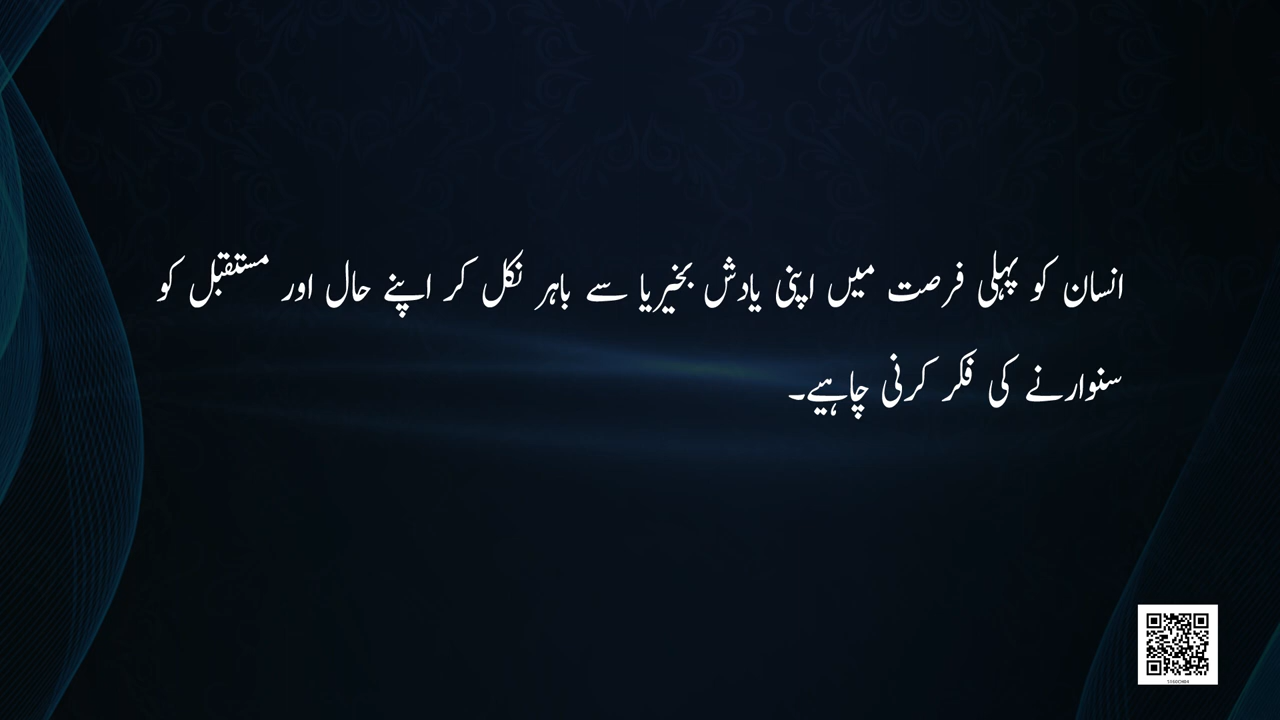 انسان کو پہلی فرصت میں اپنی یادش بخیریا سے باہر نکل کر اپنے حال اور مستقبل کو
سنوارنے کی فکر کرنی چاہیے۔